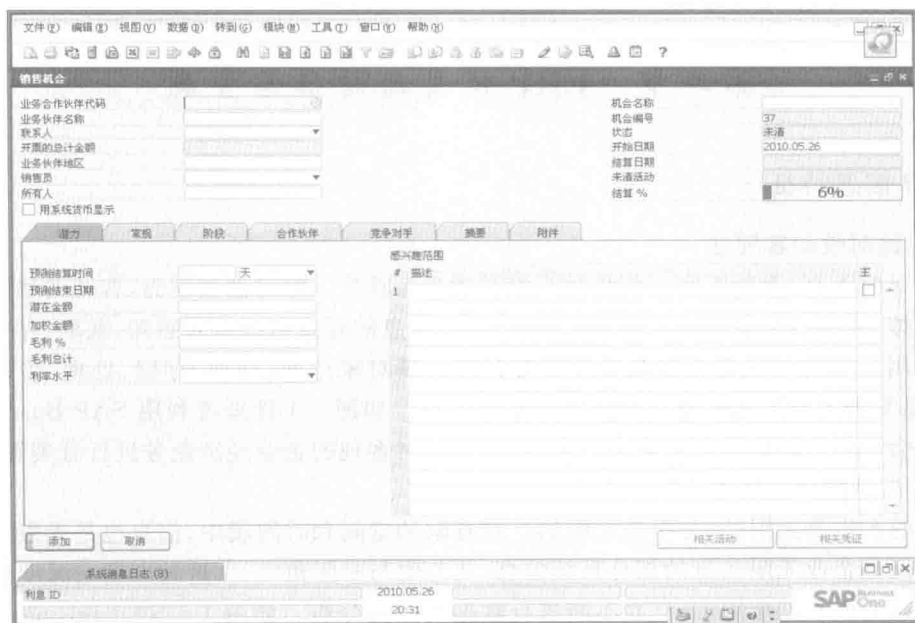 文件(F) 编辑(E) 视图(V) 数据(D) 转到(G) 模块(M) 工具(T) 窗口(W) 帮助(H)
销售机会
业务合作伙伴代码
业务伙伴名称
联系人
开票的总计金额
业务伙伴地区
销售员
所有人
用系统货币显示
机会名称
机会编号 37
状态 未清
开始日期 2010.05.26
结算日期
未清活动
结算 % 6%
潜力 常规 阶段 合作伙伴 竞争对手 摘要 附件
预测结算时间 天
预测结束日期
潜在金额
加权金额
毛利 %
毛利总计
利率水平
感兴趣范围
# 描述 主
1
添加 取消 相关活动 相关凭证
系统消息日志 (9)
利息 ID 2010.05.26
20:31
SAP Business One